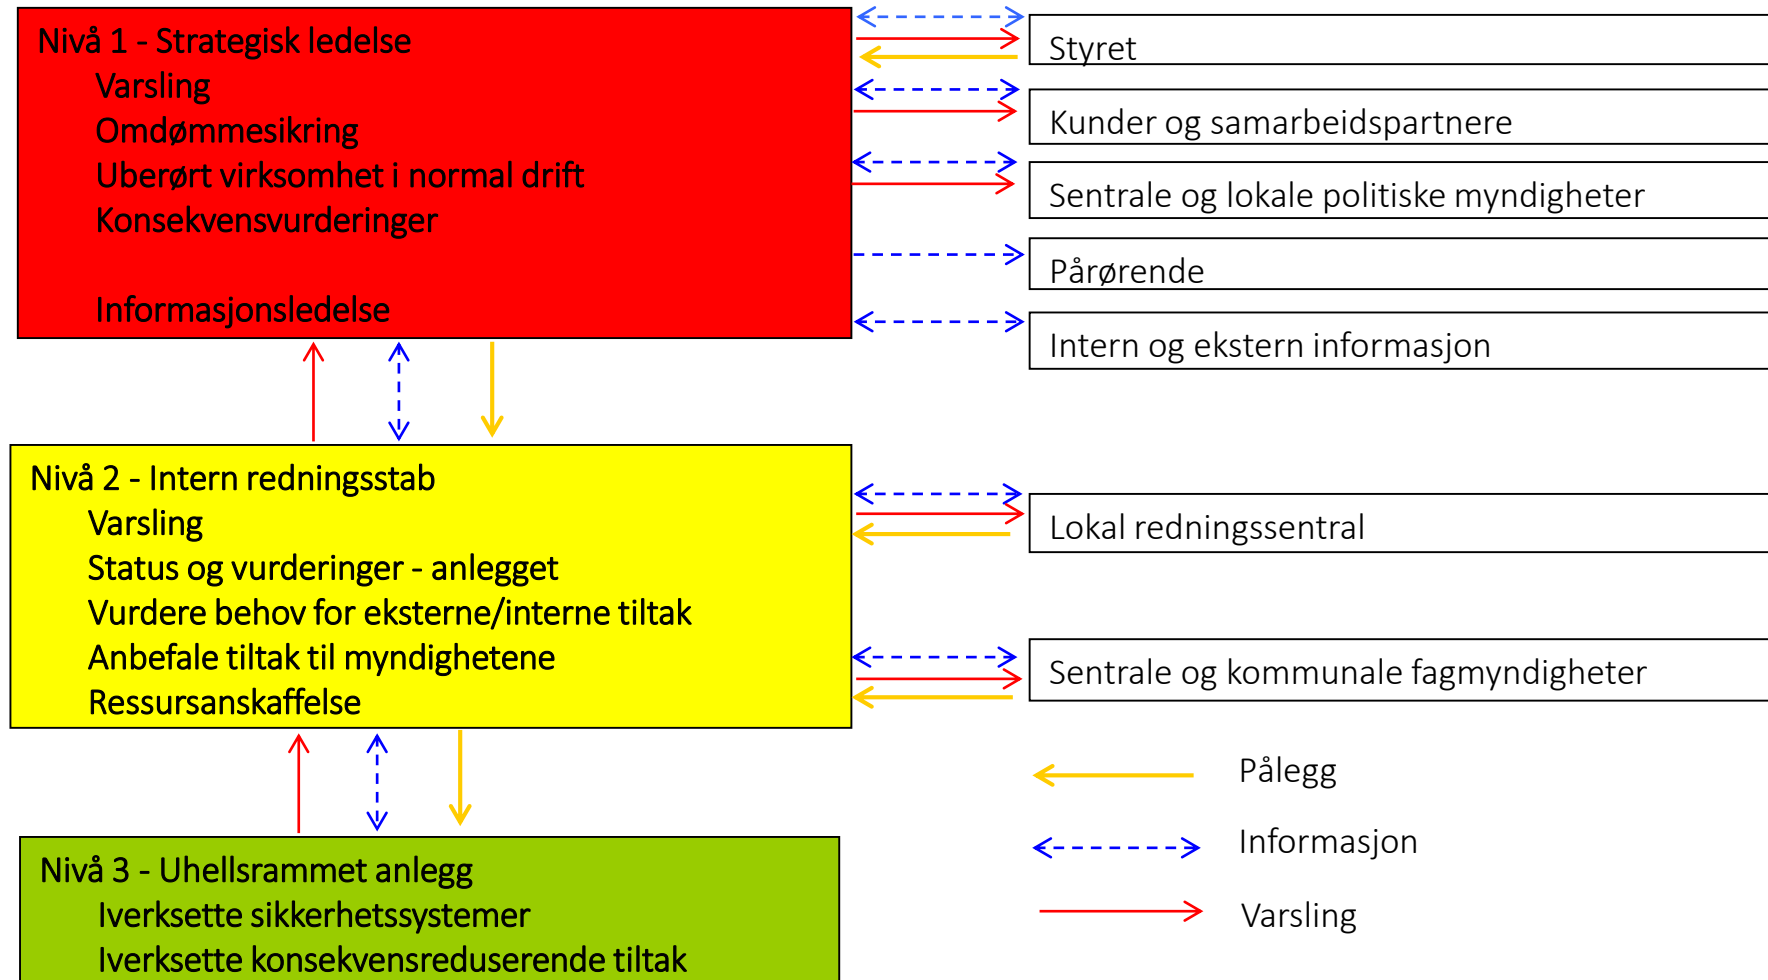 Nivå 1 - Strategisk ledelse
Varsling
Omdømmesikring
Uberørt virksomhet i normal drift
Konsekvensvurderinger
Informasjonsledelse
Styret
Kunder og samarbeidspartnere
Sentrale og lokale politiske myndigheter
Pårørende
Intern og ekstern informasjon
Nivå 2 - Intern redningsstab
Varsling
Status og vurderinger - anlegget
Vurdere behov for eksterne/interne tiltak
Anbefale tiltak til myndighetene
Ressursanskaffelse
Lokal redningssentral
Sentrale og kommunale fagmyndigheter
Nivå 3 - Uhellsrammet anlegg
Iverksette sikkerhetssystemer
Iverksette konsekvensreduserende tiltak
Pålegg
Informasjon
Varsling